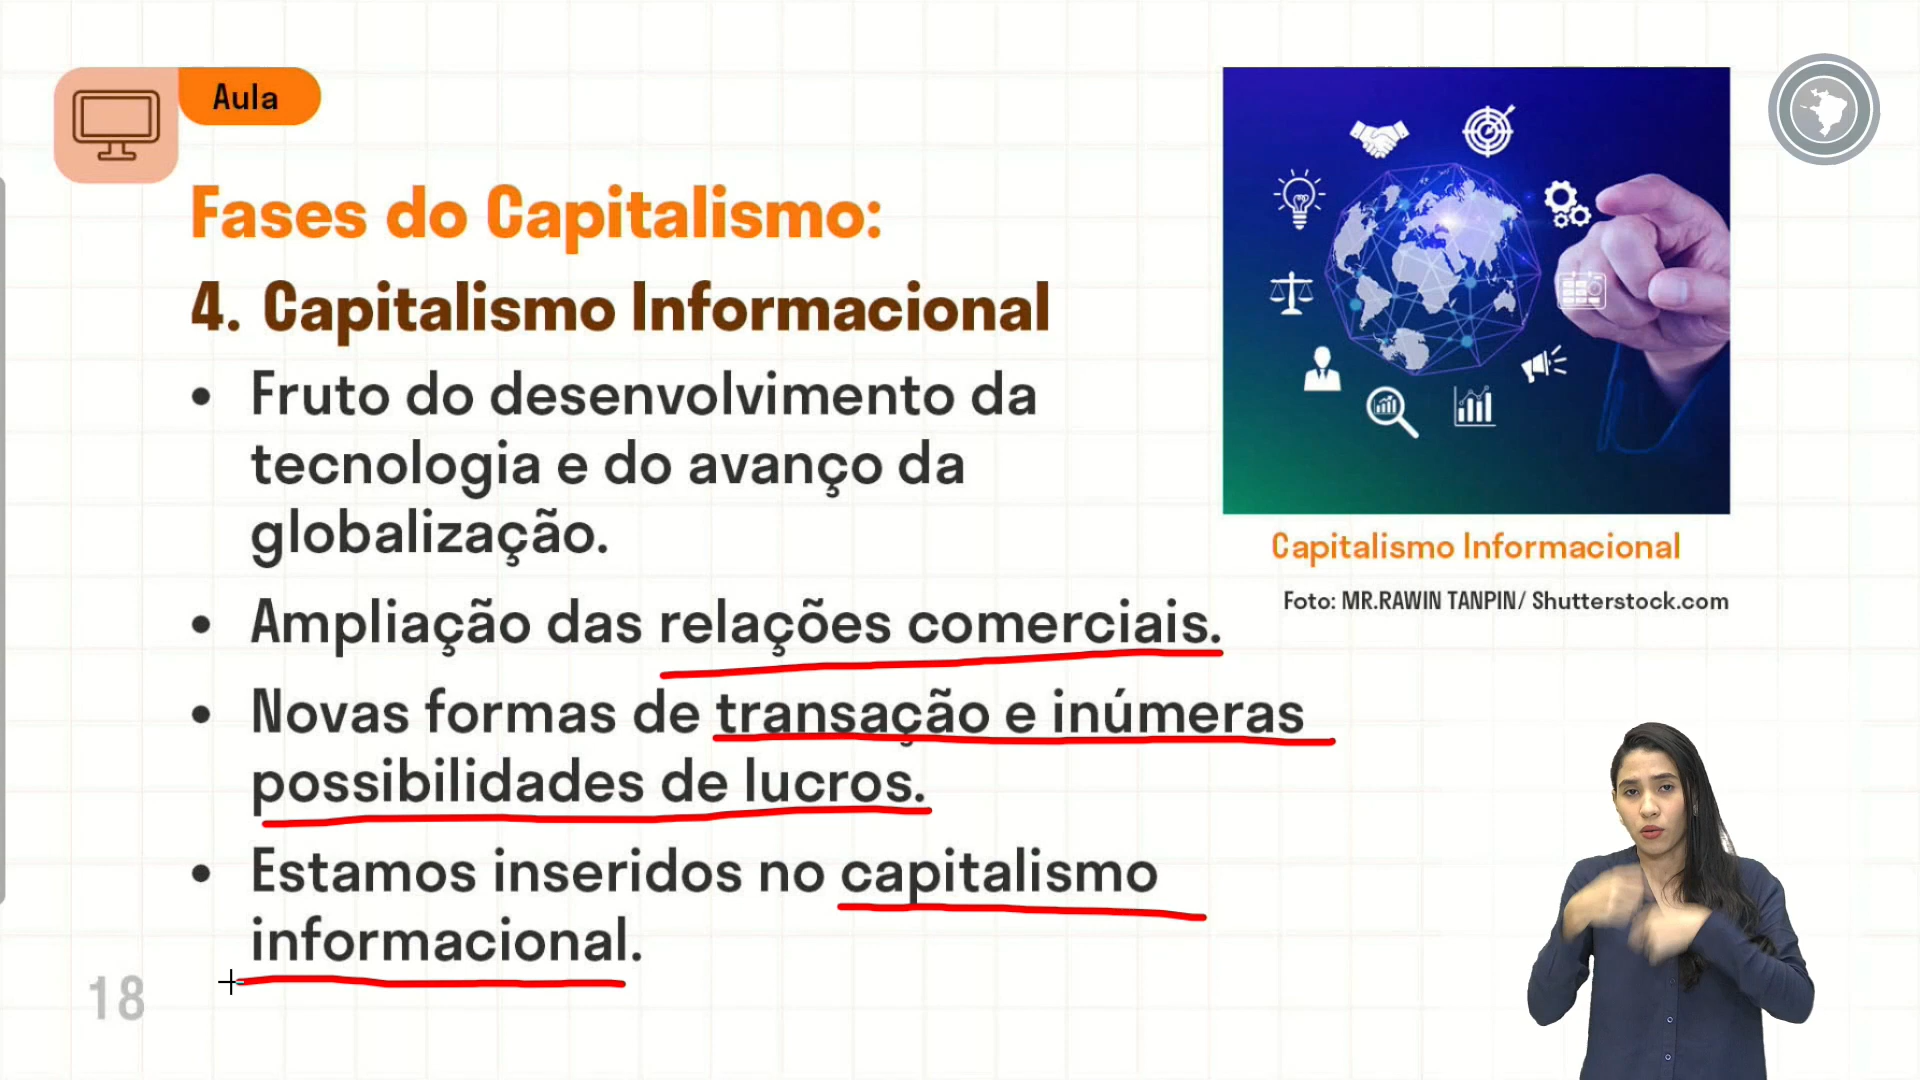 Aula
Fases do Capitalismo:
4. Capitalismo Informacional
• Fruto do desenvolvimento da
tecnologia e do avanço da
globalização.
• Ampliação das relações comerciais.
• Novas formas de transação e inúmeras
possibilidades de lucros.
• Estamos inseridos no capitalismo
informacional.
18
Capitalismo Informacional
Foto: MR.RAWIN TANPIN/ Shutterstock.com